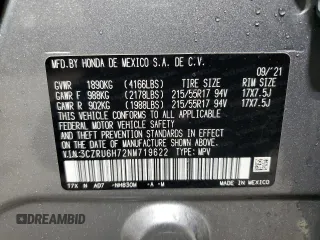 MFD.BY HONDA DE MEXICO S.A. DE C.V.
09/'21
GVWR 1890KG (4166LBS) TIRE SIZE RIM SIZE
GAWR F 988KG (2178LBS) 215/55R17 94V 17X7.5J
GAWR R 902KG (1988LBS) 215/55R17 94V 17X7.5J
THIS VEHICLE CONFORMS TO ALL APPLICABLE
FEDERAL MOTOR VEHICLE SAFETY, BUMPER, AND
THEFT PREVENTION STANDARDS IN EFFECT ON THE
DATE OF MANUFACTURE SHOWN ABOVE.
V.I.N:3CZRU6H72NM719622 TYPE: MPV
MADE IN MEXICO
NH830M -A -M